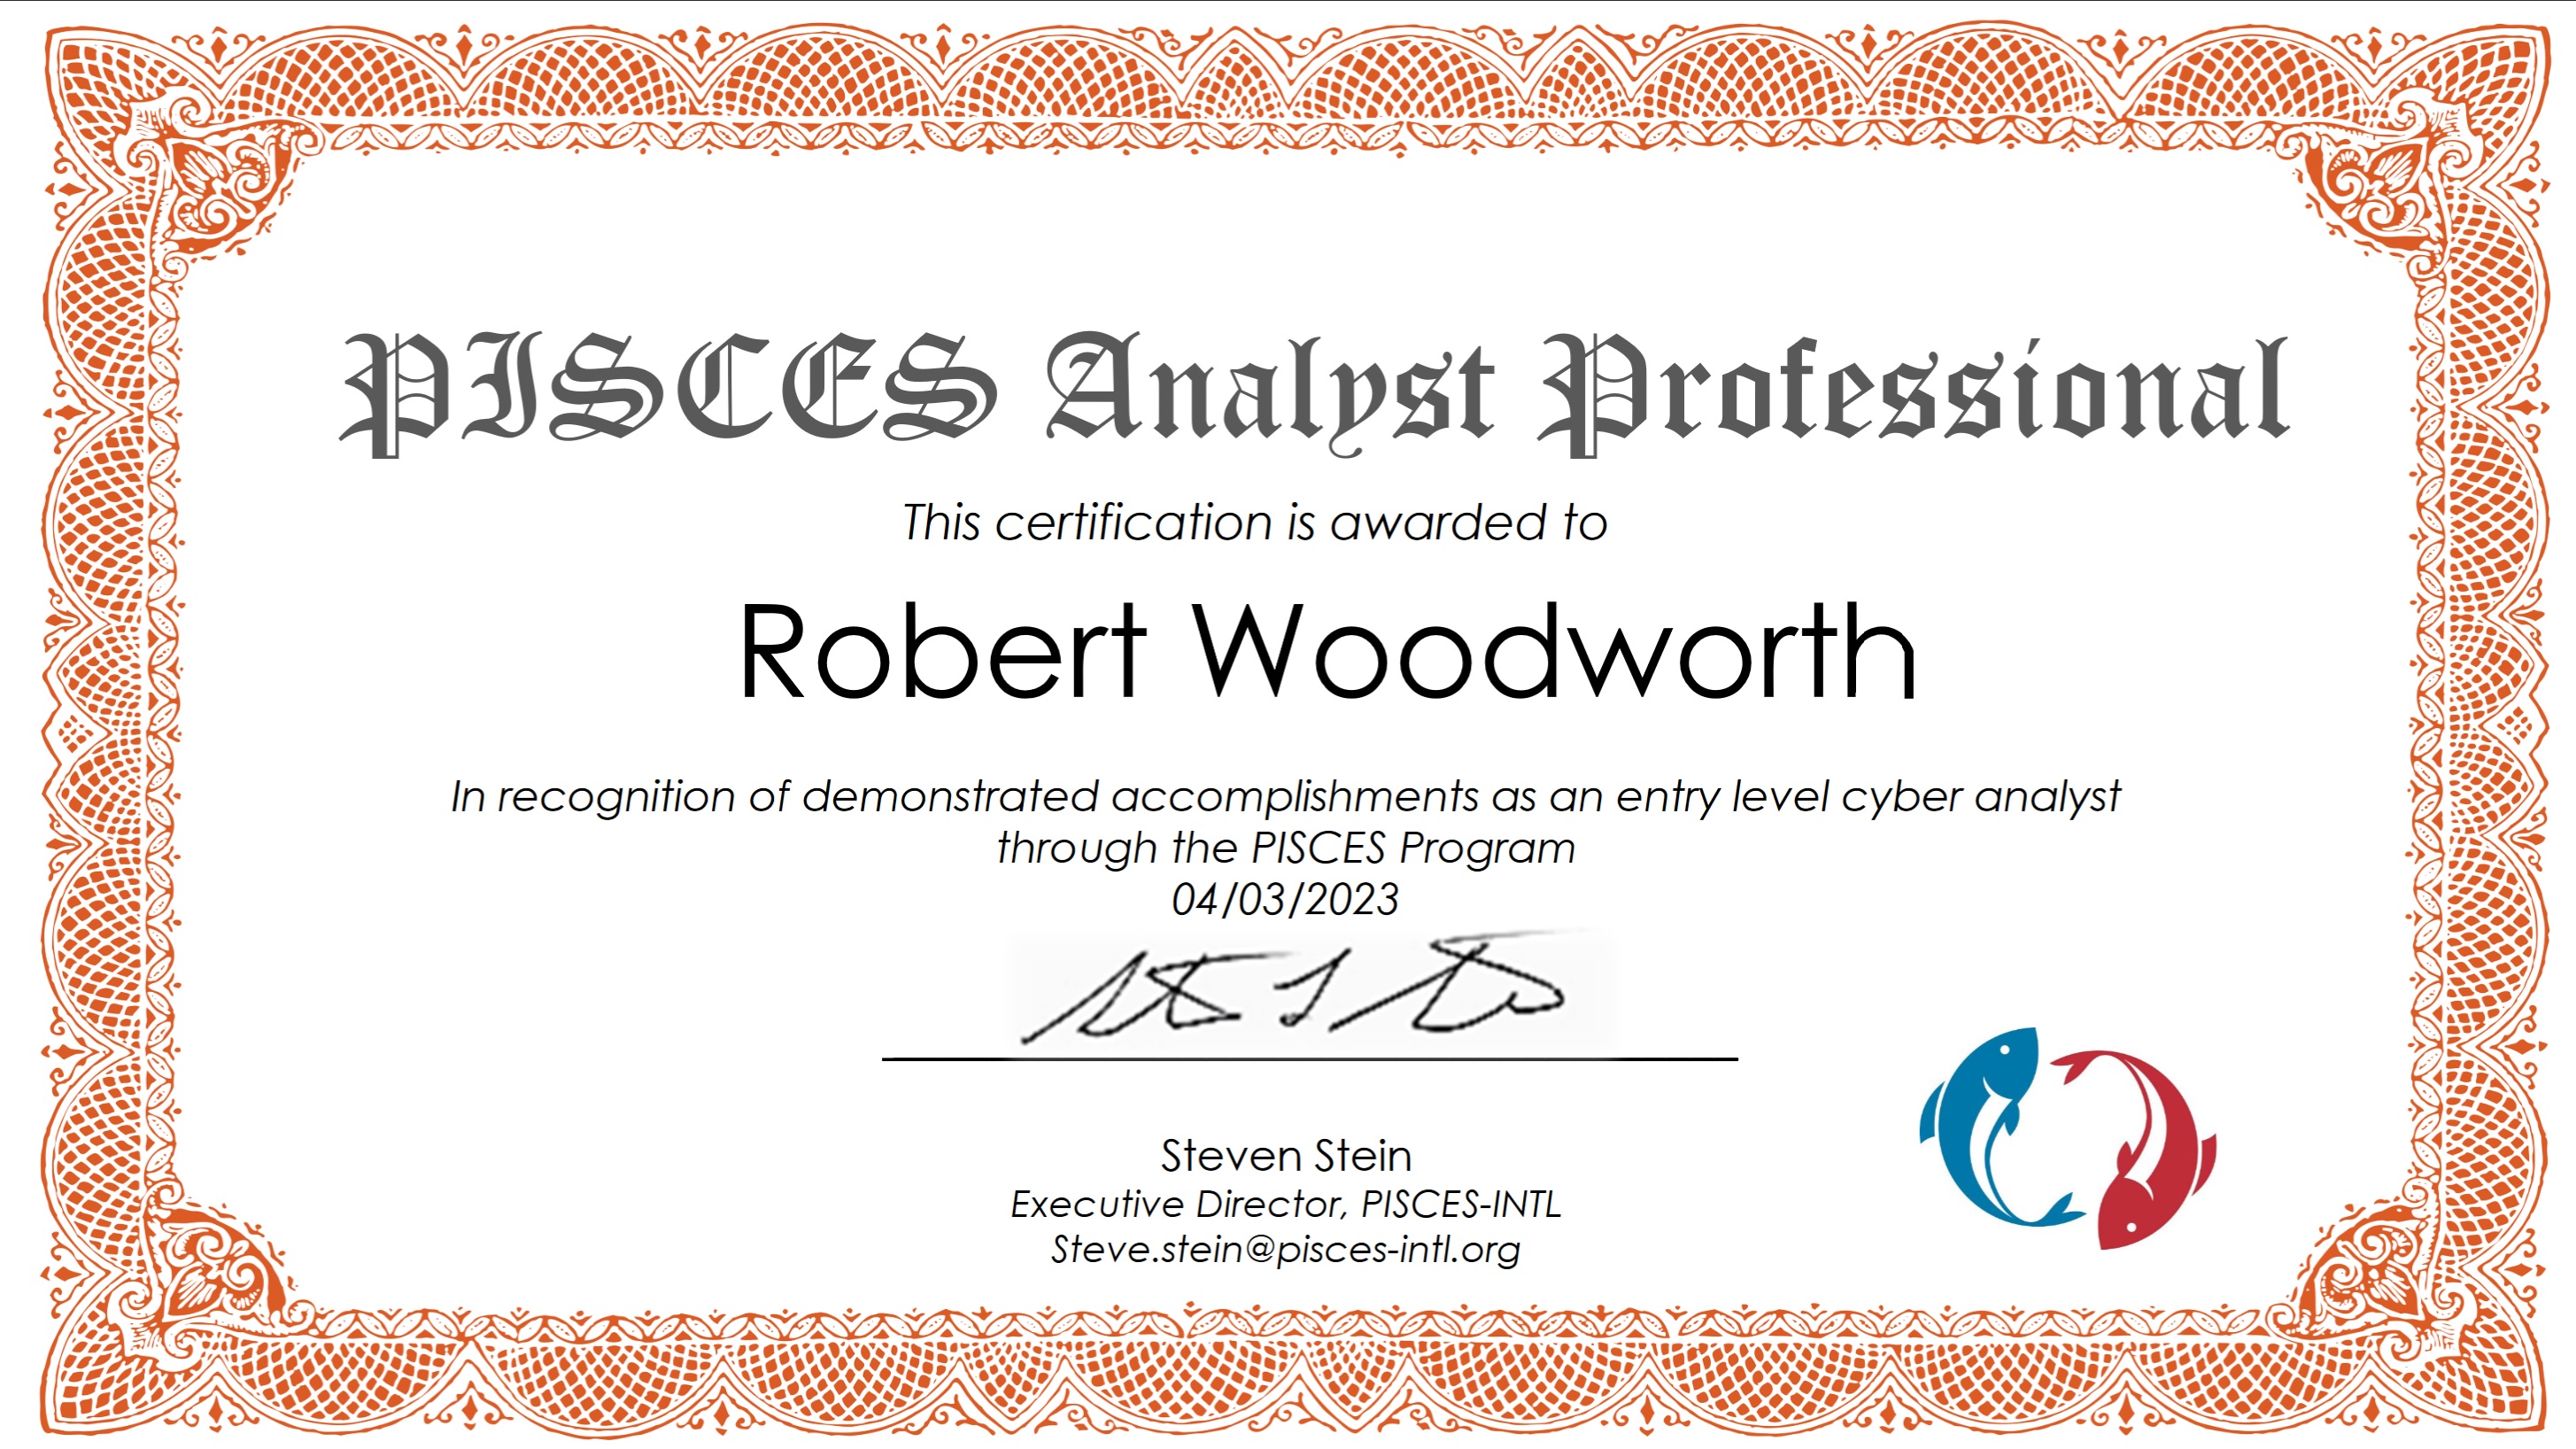 PISCES Analyst Professional
This certification is awarded to
Robert Woodworth
In recognition of demonstrated accomplishments as an entry level cyber analyst
through the PISCES Program
04/03/2023
Steven Stein
Executive Director, PISCES-INTL
Steve.stein@pisces-intl.org